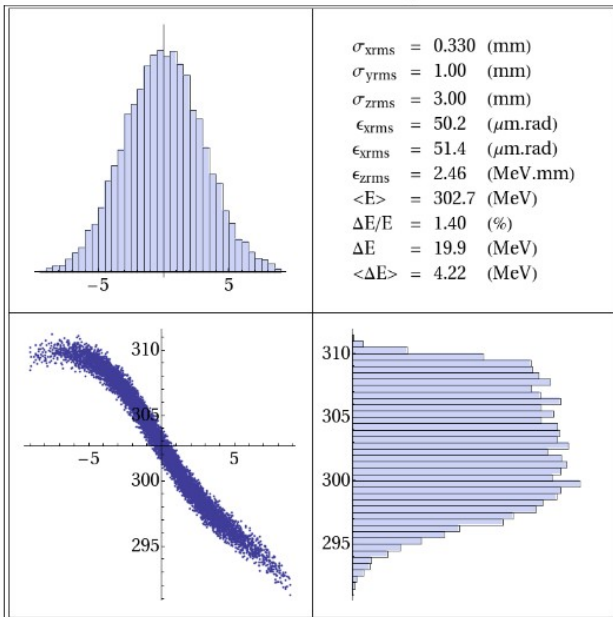 −5 5
σxrms = 0.330 (mm)
σyrms = 1.00 (mm)
σzrms = 3.00 (mm)
ϵxrms = 50.2 (μm.rad)
ϵxrms = 51.4 (μm.rad)
ϵzrms = 2.46 (MeV.mm)
<E> = 302.7 (MeV)
ΔE/E = 1.40 (%)
ΔE = 19.9 (MeV)
<ΔE> = 4.22 (MeV)
310
305
−5 5
300
295
310
305
300
295